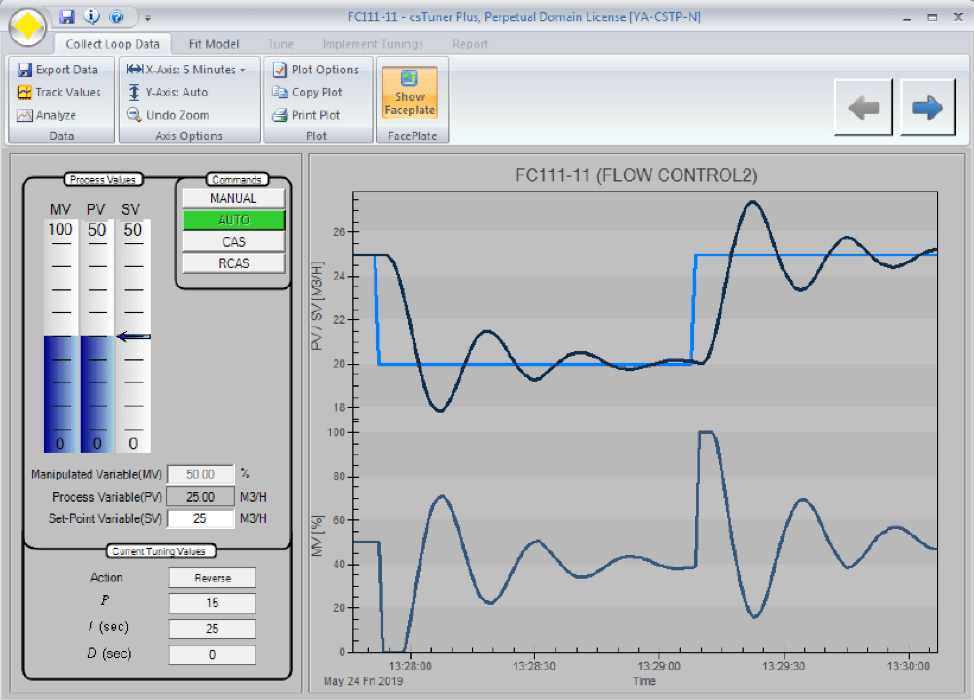 FC111-11 - csTuner Plus, Perpetual Domain License [YA-CSTP-N]
Collect Loop Data Fit Model Tune Implement Tunings Report
Export Data
Track Values
Analyze
Data
X-Axis: 5 Minutes
Y-Axis: Auto
Undo Zoom
Axis Options
Plot Options
Copy Plot
Print Plot
Plot
Show
Faceplate
FacePlate
Process Values
MV PV SV
100 50 50
0 0 0
Commands
MANUAL
AUTO
CAS
RCAS
Manipulated Variable(MV) 50.00 %
Process Variable(PV) 25.00 M3/H
Set-Point Variable(SV) 25 M3/H
Current Tuning Values
Action Reverse
P 15
I (sec) 25
D (sec) 0
FC111-11 (FLOW CONTROL2)
PV / SV [M3/H]
26
24
22
20
18
MV [%]
100
80
60
40
20
0
13:28:00 13:28:30 13:29:00 13:29:30 13:30:00
May 24 Fri 2019 Time